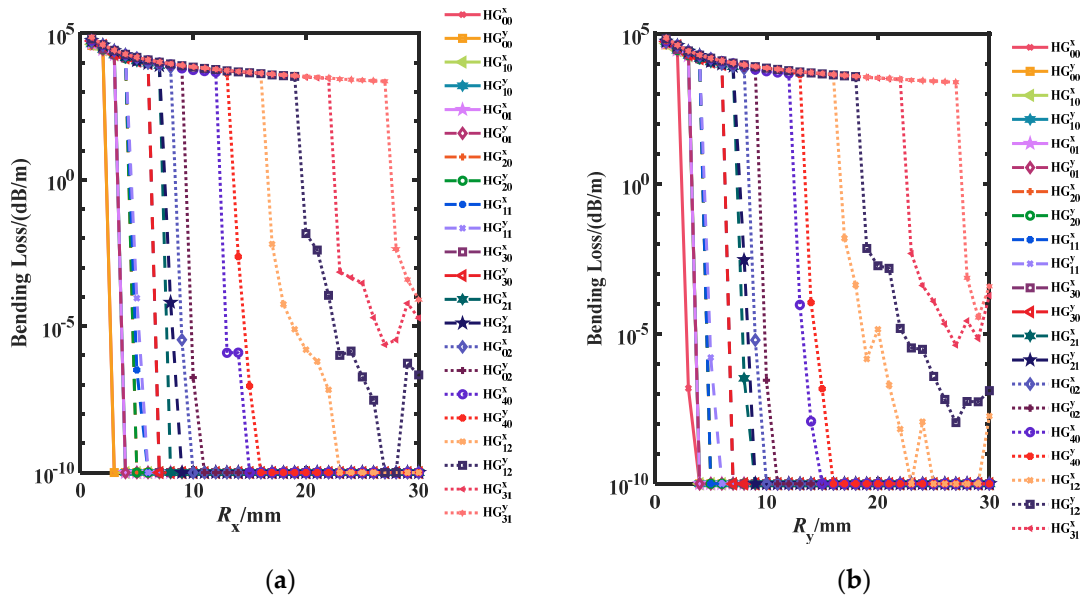 Bending Loss/(dB/m)
10^5
10^0
10^-5
10^-10
0
10
20
30
R_x/mm
HG^x_00
HG^y_00
HG^x_10
HG^y_10
HG^x_01
HG^y_01
HG^x_20
HG^y_20
HG^x_11
HG^y_11
HG^x_30
HG^y_30
HG^x_21
HG^y_21
HG^x_02
HG^y_02
HG^x_40
HG^y_40
HG^x_12
HG^y_12
HG^x_31
HG^y_31
(a)
Bending Loss/(dB/m)
10^5
10^0
10^-5
10^-10
0
10
20
30
R_y/mm
HG^x_00
HG^y_00
HG^x_10
HG^y_10
HG^x_01
HG^y_01
HG^x_20
HG^y_20
HG^x_11
HG^y_11
HG^x_30
HG^y_30
HG^x_21
HG^y_21
HG^x_02
HG^y_02
HG^x_40
HG^y_40
HG^x_12
HG^y_12
HG^x_31
(b)